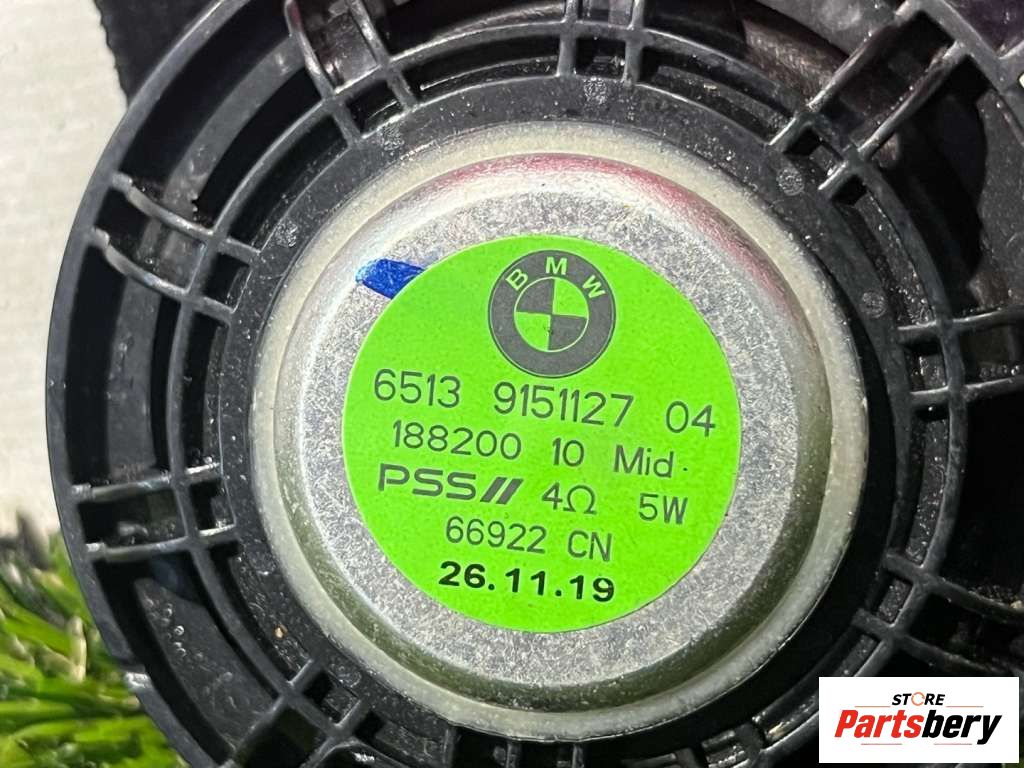 BMW
6513 9151127 04
188200 10 Mid.
PSS// 4Ω 5W
66922 CN
26.11.19
STORE
Partsbery